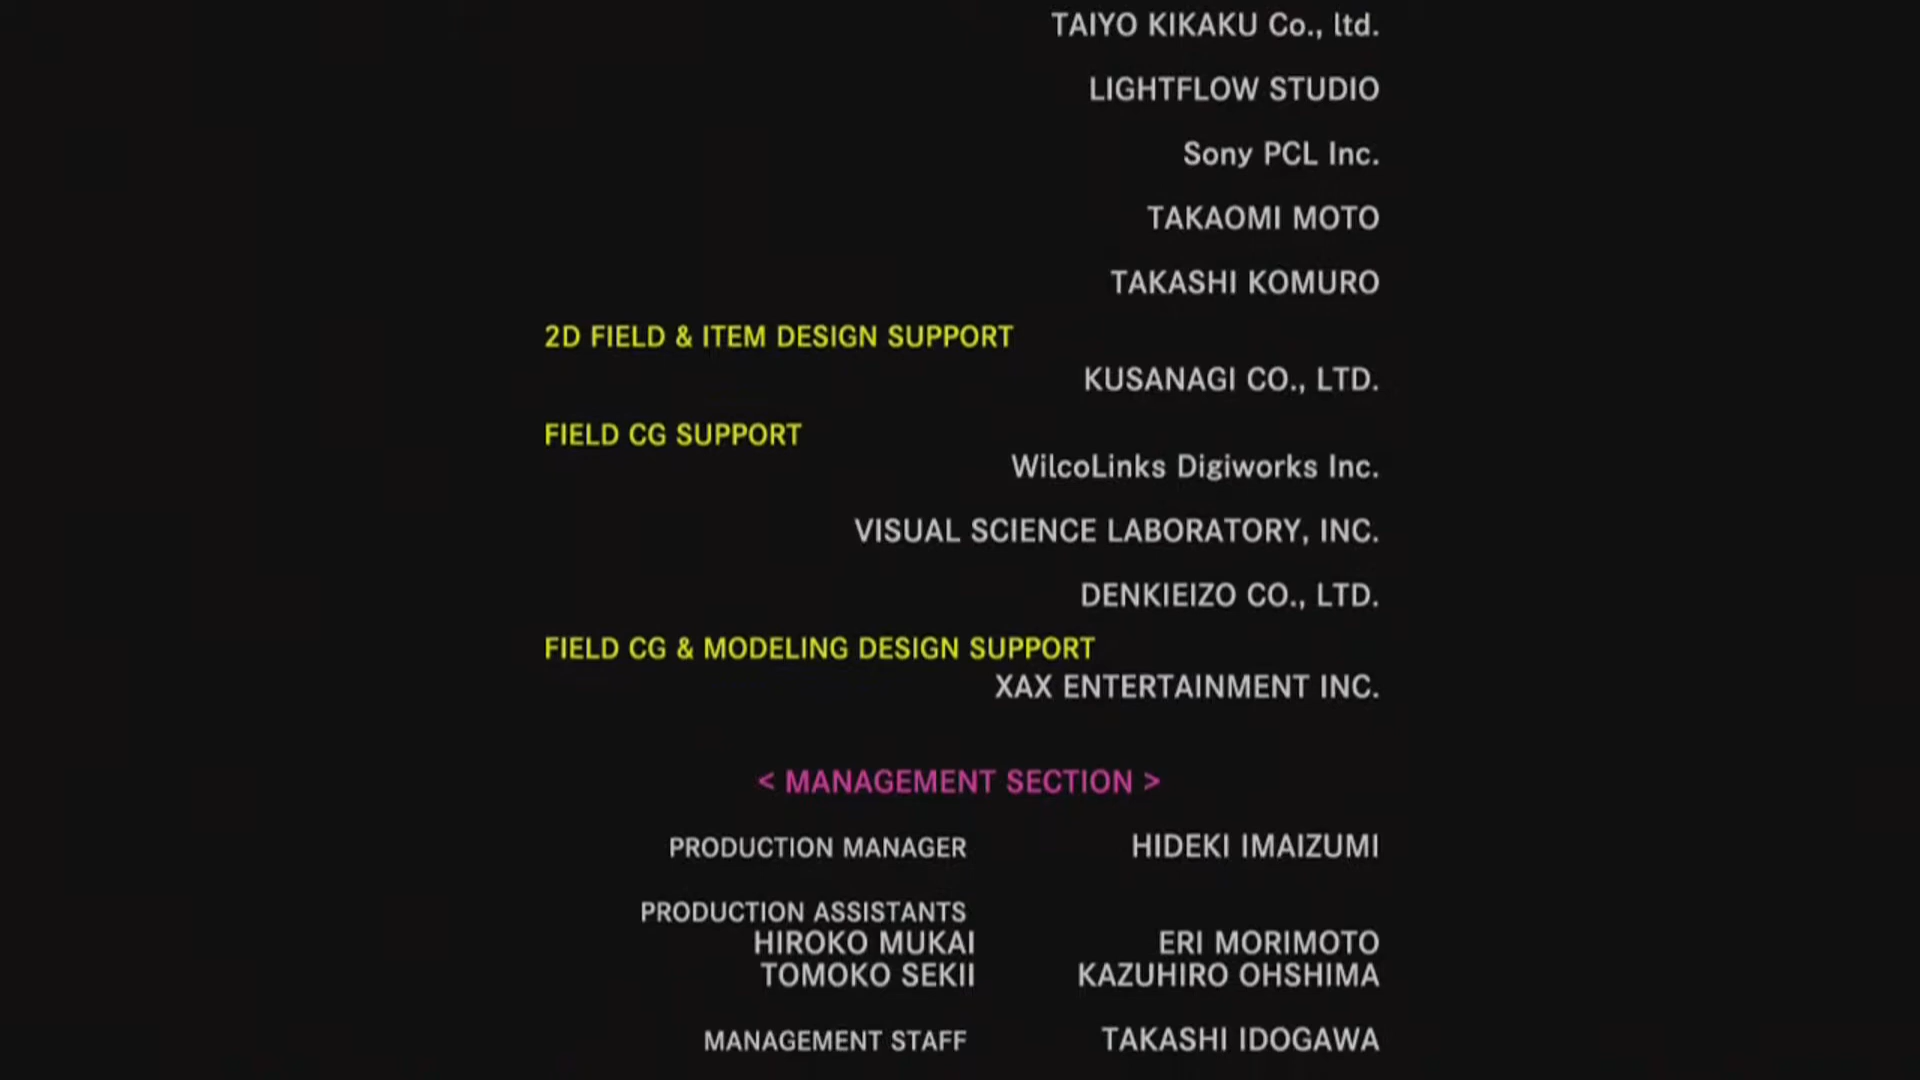 TAIYO KIKAKU Co., ltd.
LIGHTFLOW STUDIO
Sony PCL Inc.
TAKAOMI MOTO
TAKASHI KOMURO
2D FIELD & ITEM DESIGN SUPPORT
KUSANAGI CO., LTD.
FIELD CG SUPPORT
WilcoLinks Digiworks Inc.
VISUAL SCIENCE LABORATORY, INC.
DENKIEIZO CO., LTD.
FIELD CG & MODELING DESIGN SUPPORT
XAX ENTERTAINMENT INC.
< MANAGEMENT SECTION >
PRODUCTION MANAGER HIDEKI IMAIZUMI
PRODUCTION ASSISTANTS
HIROKO MUKAI ERI MORIMOTO
TOMOKO SEKII KAZUHIRO OHSHIMA
MANAGEMENT STAFF TAKASHI IDOGAWA